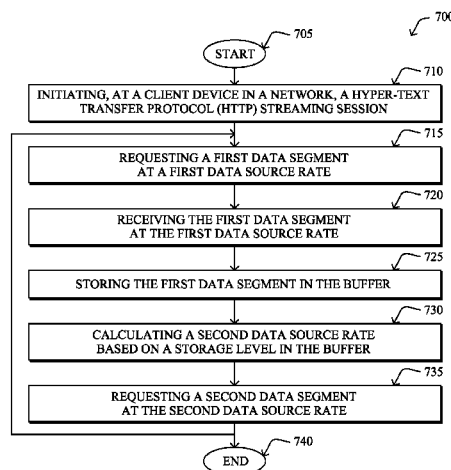 700
START
705
710
INITIATING, AT A CLIENT DEVICE IN A NETWORK, A HYPER-TEXT
TRANSFER PROTOCOL (HTTP) STREAMING SESSION
715
REQUESTING A FIRST DATA SEGMENT
AT A FIRST DATA SOURCE RATE
720
RECEIVING THE FIRST DATA SEGMENT
AT THE FIRST DATA SOURCE RATE
725
STORING THE FIRST DATA SEGMENT IN THE BUFFER
730
CALCULATING A SECOND DATA SOURCE RATE
BASED ON A STORAGE LEVEL IN THE BUFFER
735
REQUESTING A SECOND DATA SEGMENT
AT THE SECOND DATA SOURCE RATE
740
END